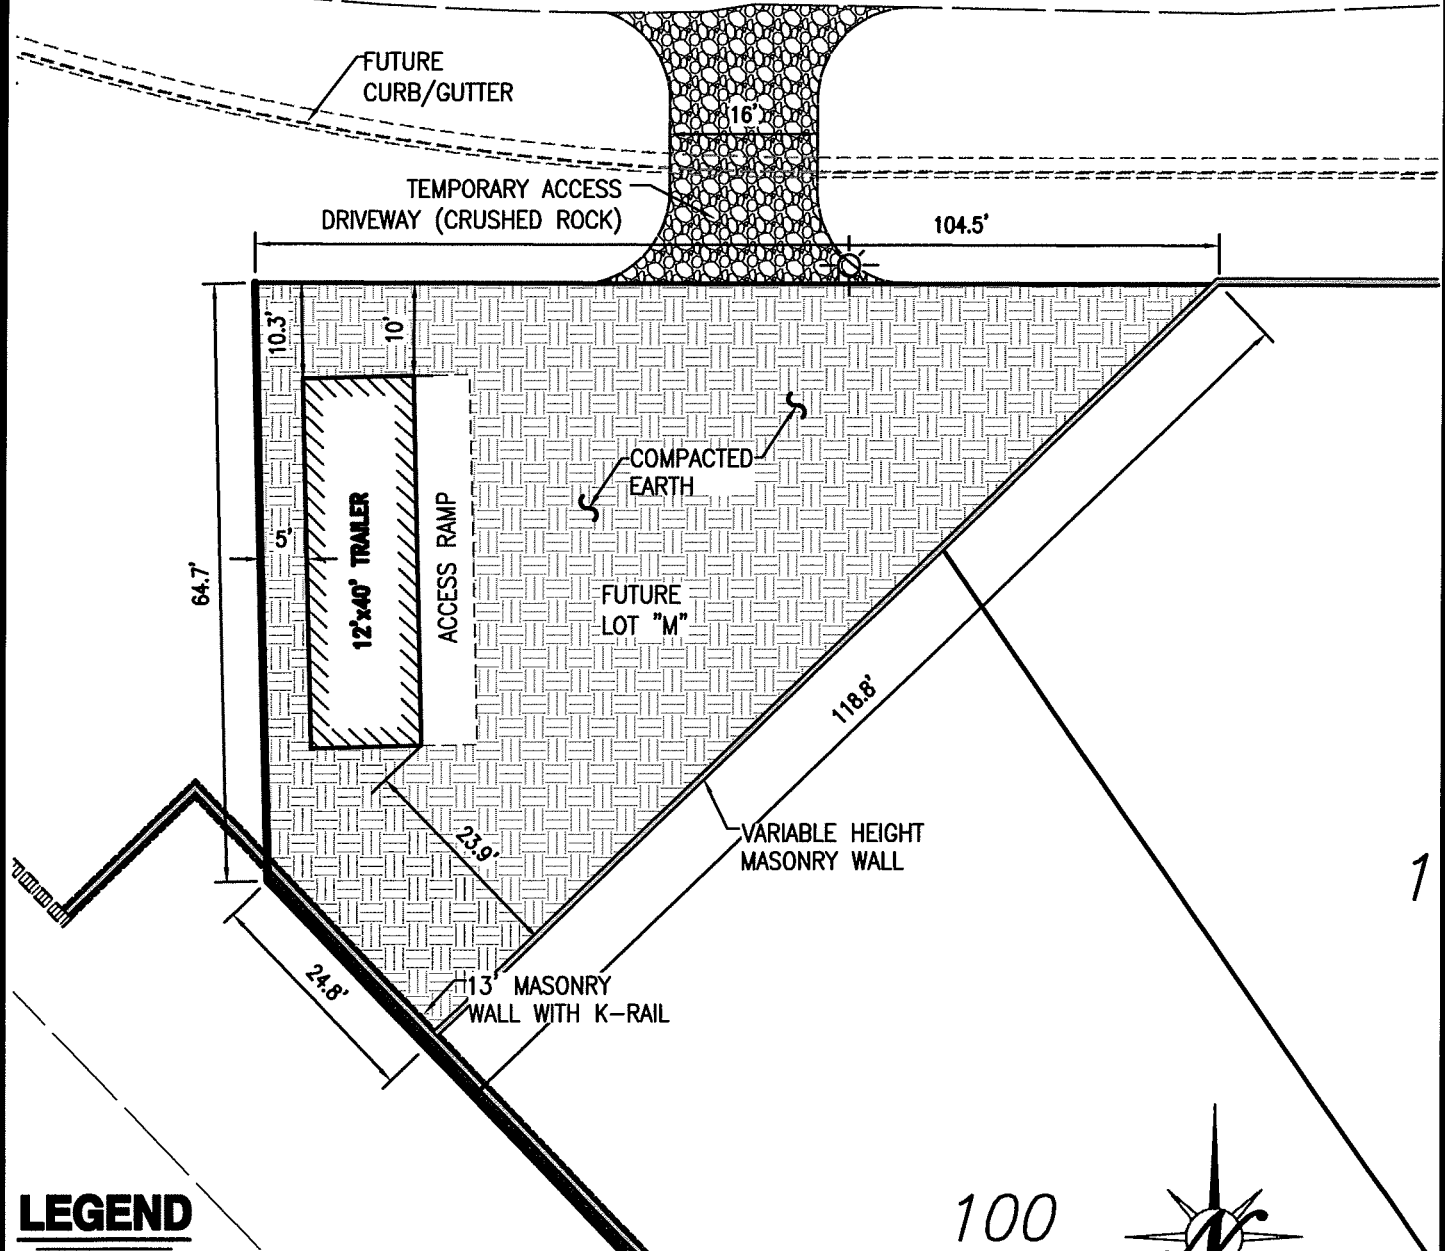 FUTURE
CURB/GUTTER
16'
TEMPORARY ACCESS
DRIVEWAY (CRUSHED ROCK)
104.5'
10.3'
10'
COMPACTED
EARTH
12'x40' TRAILER
ACCESS RAMP
5'
64.7'
FUTURE
LOT "M"
118.8'
23.9'
VARIABLE HEIGHT
MASONRY WALL
1
24.8'
13' MASONRY
WALL WITH K-RAIL
LEGEND
100
N